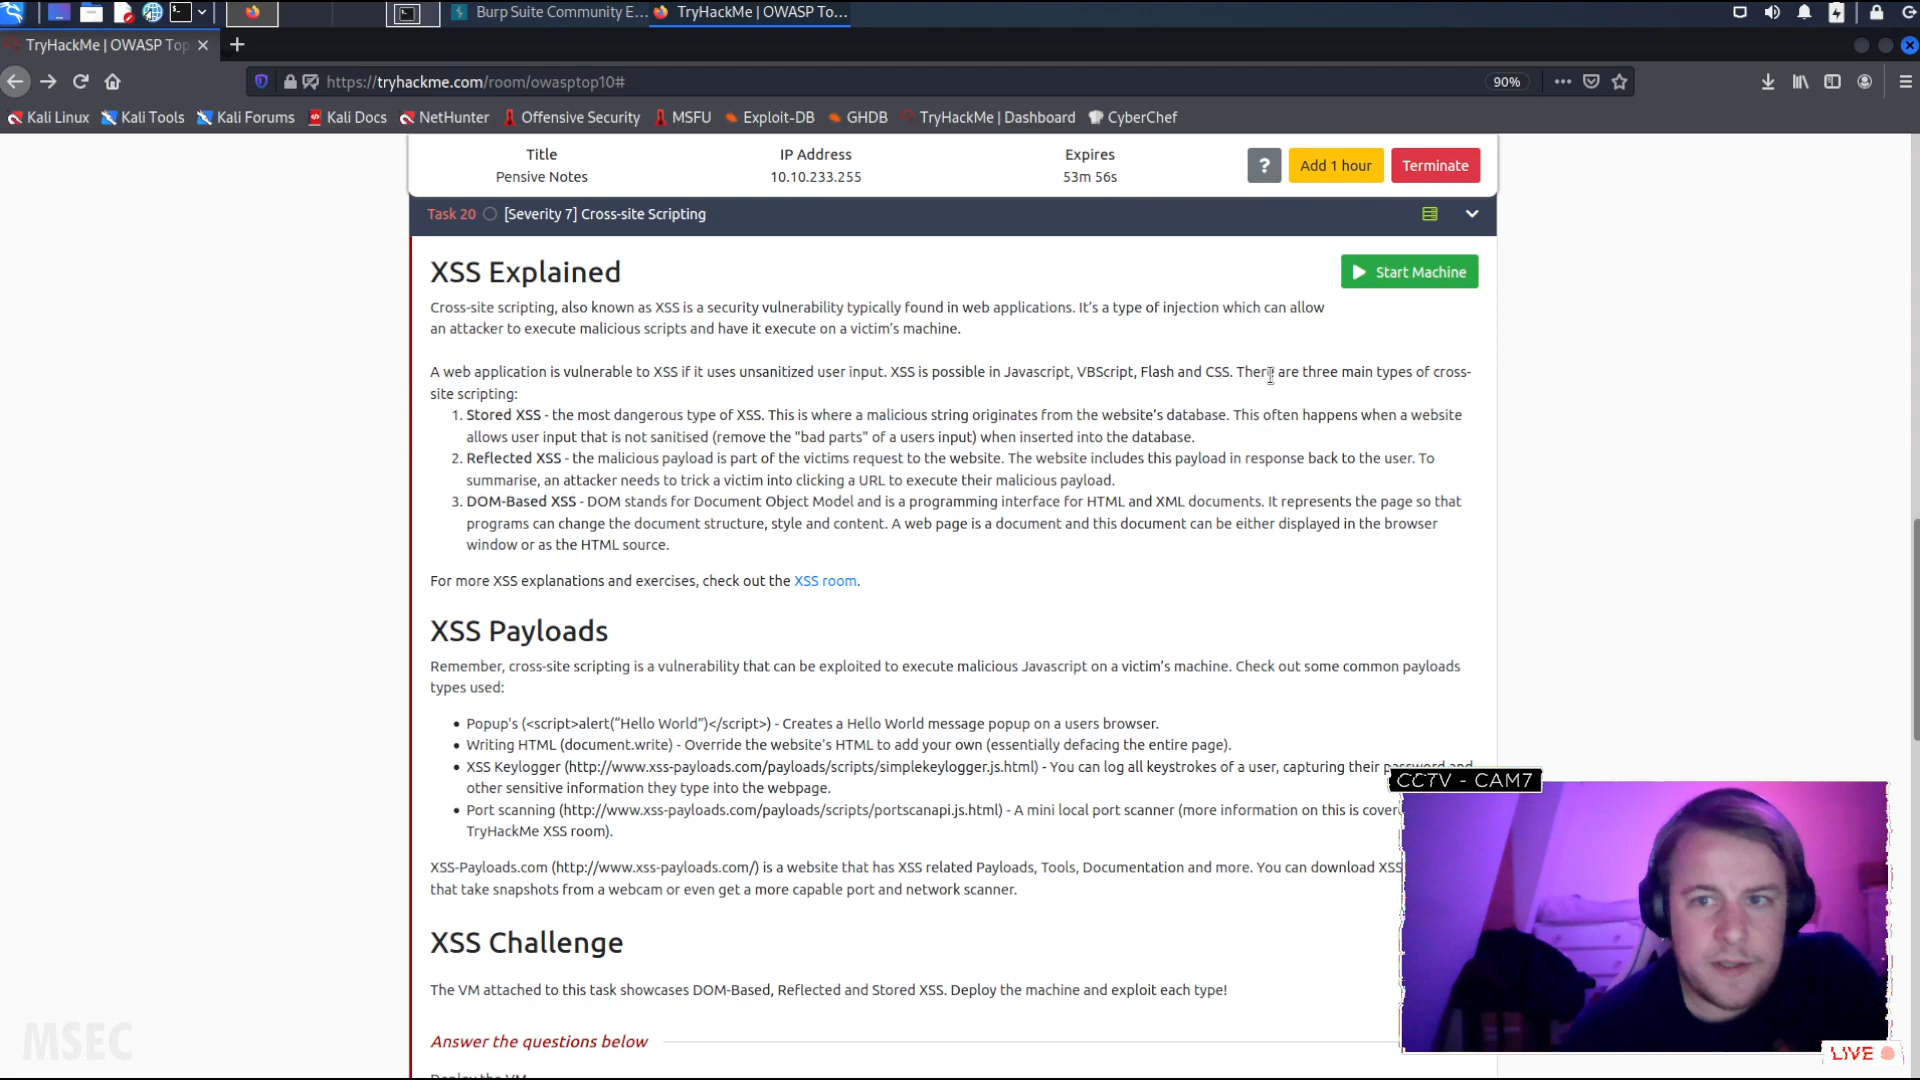 Burp Suite Community E...
TryHackMe | OWASP To...
TryHackMe | OWASP Top
https://tryhackme.com/room/owasptop10#
90%
Kali Linux
Kali Tools
Kali Forums
Kali Docs
NetHunter
Offensive Security
MSFU
Exploit-DB
GHDB
TryHackMe | Dashboard
CyberChef
Title
Pensive Notes
IP Address
10.10.233.255
Expires
53m 56s
?
Add 1 hour
Terminate
Task 20
[Severity 7] Cross-site Scripting
XSS Explained
Start Machine
Cross-site scripting, also known as XSS is a security vulnerability typically found in web applications. It's a type of injection which can allow
an attacker to execute malicious scripts and have it execute on a victim's machine.
A web application is vulnerable to XSS if it uses unsanitized user input. XSS is possible in Javascript, VBScript, Flash and CSS. There are three main types of cross-
site scripting:
1. Stored XSS - the most dangerous type of XSS. This is where a malicious string originates from the website's database. This often happens when a website
allows user input that is not sanitised (remove the "bad parts" of a users input) when inserted into the database.
2. Reflected XSS - the malicious payload is part of the victims request to the website. The website includes this payload in response back to the user. To
summarise, an attacker needs to trick a victim into clicking a URL to execute their malicious payload.
3. DOM-Based XSS - DOM stands for Document Object Model and is a programming interface for HTML and XML documents. It represents the page so that
programs can change the document structure, style and content. A web page is a document and this document can be either displayed in the browser
window or as the HTML source.
For more XSS explanations and exercises, check out the XSS room.
XSS Payloads
Remember, cross-site scripting is a vulnerability that can be exploited to execute malicious Javascript on a victim's machine. Check out some common payloads
types used:
• Popup's (<script>alert(“Hello World”)</script>) - Creates a Hello World message popup on a users browser.
• Writing HTML (document.write) - Override the website's HTML to add your own (essentially defacing the entire page).
• XSS Keylogger (http://www.xss-payloads.com/payloads/scripts/simplekeylogger.js.html) - You can log all keystrokes of a user, capturing their password and
other sensitive information they type into the webpage.
• Port scanning (http://www.xss-payloads.com/payloads/scripts/portscanapi.js.html) - A mini local port scanner (more information on this is cover
TryHackMe XSS room).
XSS-Payloads.com (http://www.xss-payloads.com/) is a website that has XSS related Payloads, Tools, Documentation and more. You can download XSS
that take snapshots from a webcam or even get a more capable port and network scanner.
XSS Challenge
The VM attached to this task showcases DOM-Based, Reflected and Stored XSS. Deploy the machine and exploit each type!
Answer the questions below
Deploy the VM
CCTV - CAM7
LIVE
MSEC